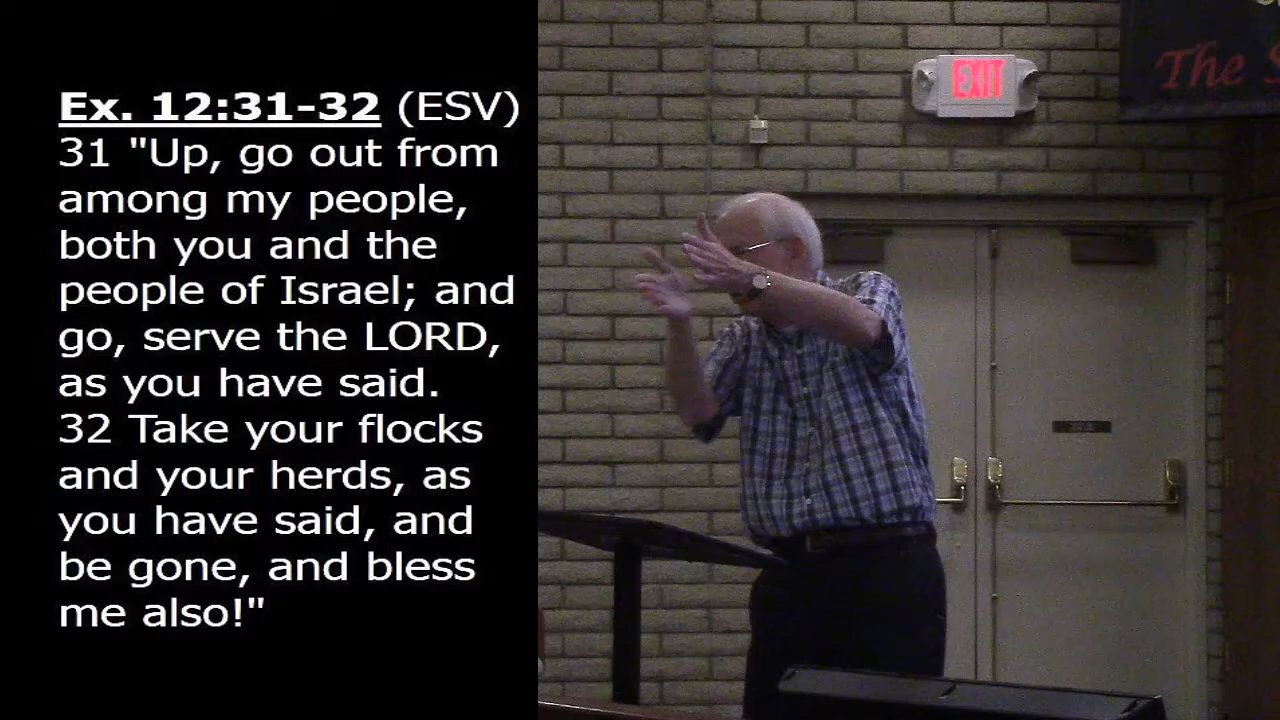 Ex. 12:31-32 (ESV)
31 "Up, go out from
among my people,
both you and the
people of Israel; and
go, serve the LORD,
as you have said.
32 Take your flocks
and your herds, as
you have said, and
be gone, and bless
me also!"
EXIT
The